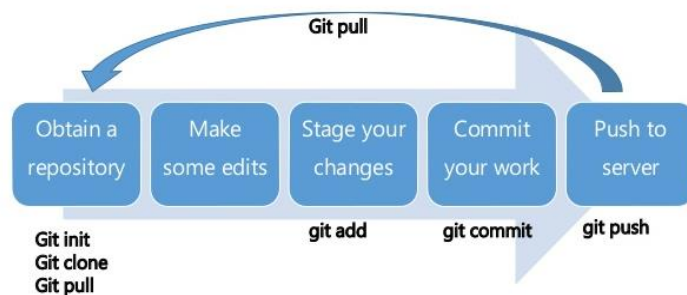 Git pull
Obtain a
repository
Make
some edits
Stage your
changes
Commit
your work
Push to
server
Git init
Git clone
Git pull
git add
git commit
git push